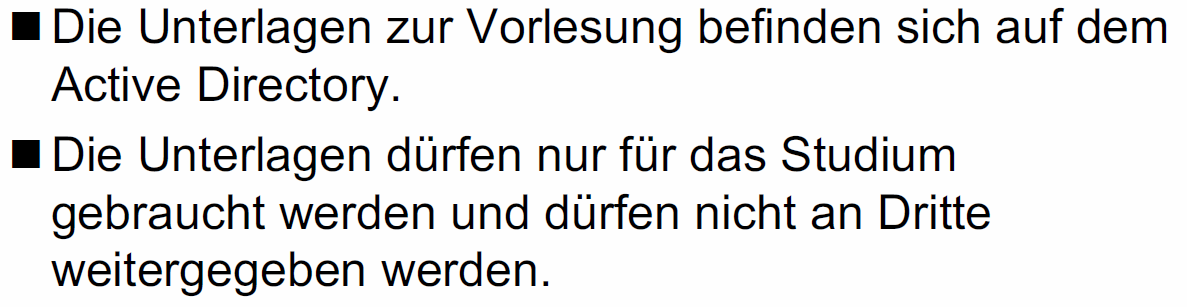 ■ Die Unterlagen zur Vorlesung befinden sich auf dem
Active Directory.
■ Die Unterlagen dürfen nur für das Studium
gebraucht werden und dürfen nicht an Dritte
weitergegeben werden.